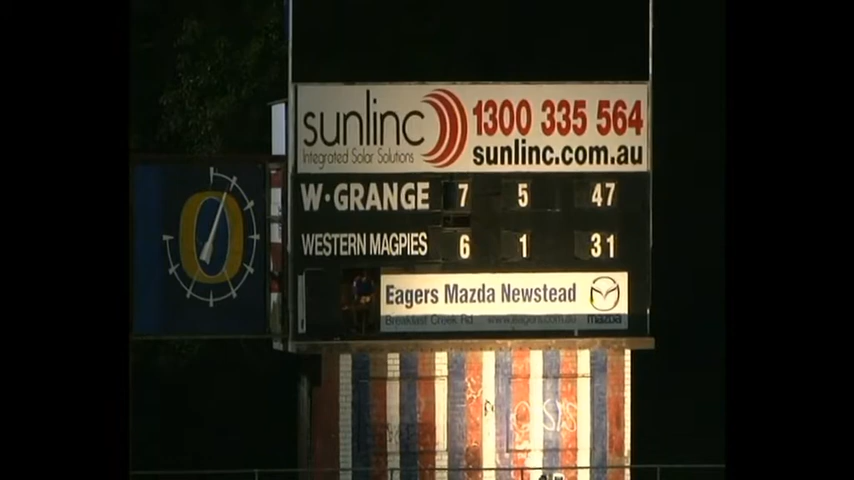 sunlinc
Integrated Solar Solutions
1300 335 564
sunlinc.com.au
W·GRANGE 7 5 47
WESTERN MAGPIES 6 1 31
Eagers Mazda Newstead
Breakfast Creek Rd www.eagers.com.au mazda